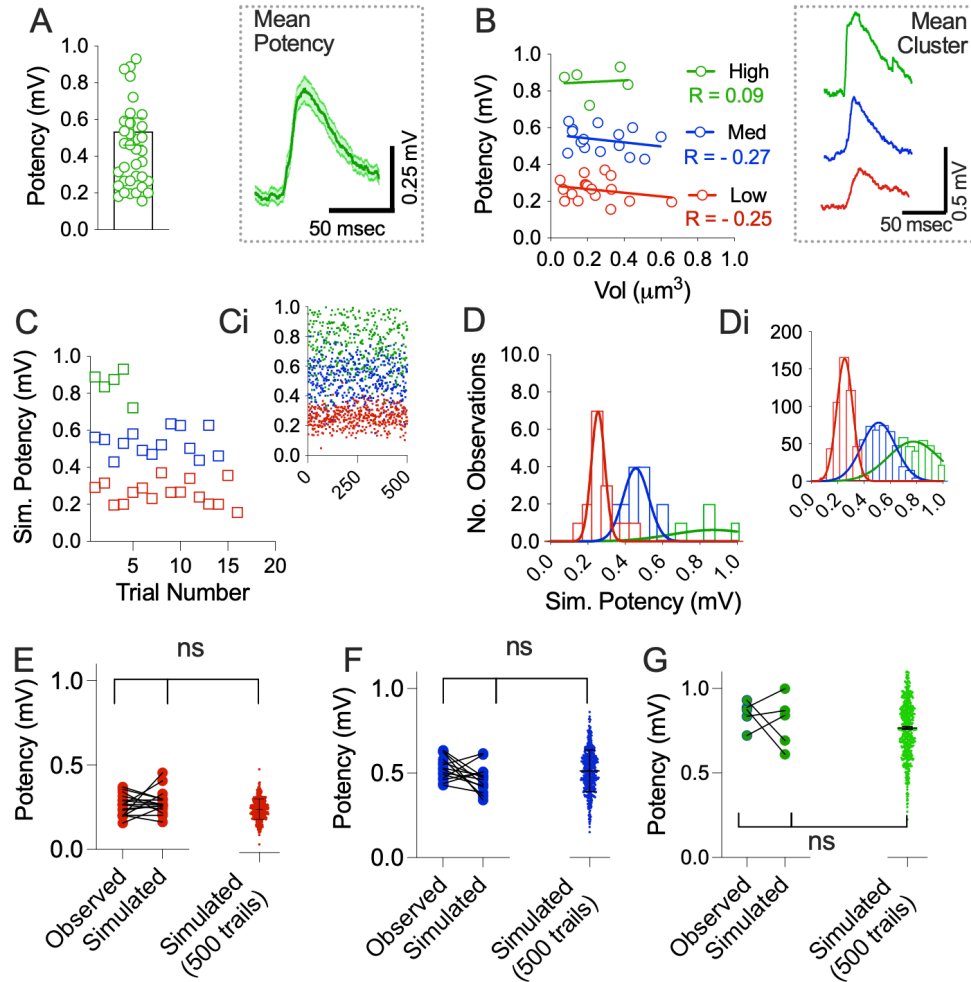 A
Potency (mV)
1.0
0.8
0.6
0.4
0.2
0.0
Mean
Potency
0.25 mV
50 msec
B
Potency (mV)
1.0
0.8
0.6
0.4
0.2
0.0
0.0 0.2 0.4 0.6 0.8 1.0
Vol (μm³)
High
R = 0.09
Med
R = - 0.27
Low
R = - 0.25
Mean
Cluster
0.5 mV
50 msec
C
Sim. Potency (mV)
1.0
0.8
0.6
0.4
0.2
0.0
5 10 15 20
Trial Number
Ci
1.0
0.8
0.6
0.4
0.2
0.0
0 250 500
D
No. Observations
10.0
8.0
6.0
4.0
2.0
0.0
0.0 0.2 0.4 0.6 0.8 1.0
Sim. Potency (mV)
Di
200
150
100
50
0
0.0 0.2 0.4 0.6 0.8 1.0
E
ns
Potency (mV)
1.0
0.5
0.0
Observed
Simulated
Simulated
(500 trails)
F
ns
Potency (mV)
1.0
0.5
0.0
Observed
Simulated
Simulated
(500 trails)
G
Potency (mV)
1.0
0.5
0.0
ns
Observed
Simulated
Simulated
(500 trails)